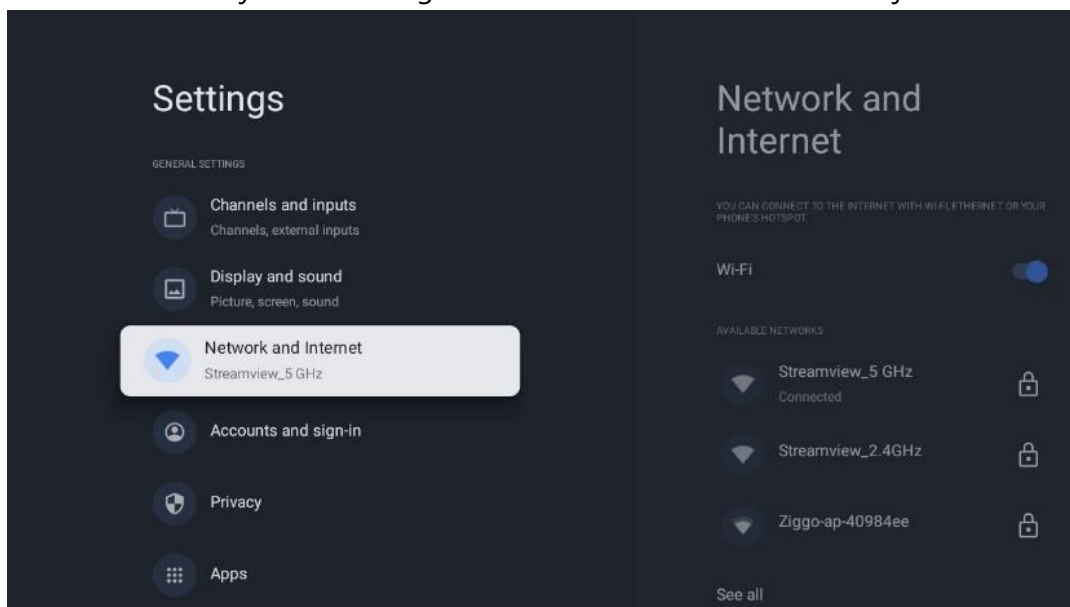 Settings
GENERAL SETTINGS
Channels and inputs
Channels, external inputs
Display and sound
Picture, screen, sound
Network and Internet
Streamview_5 GHz
Accounts and sign-in
Privacy
Apps
Network and
Internet
YOU CAN CONNECT TO THE INTERNET WITH WI-FI, ETHERNET OR YOUR
PHONE'S HOTSPOT.
Wi-Fi
AVAILABLE NETWORKS
Streamview_5 GHz
Connected
Streamview_2.4GHz
Ziggo-ap-40984ee
See all